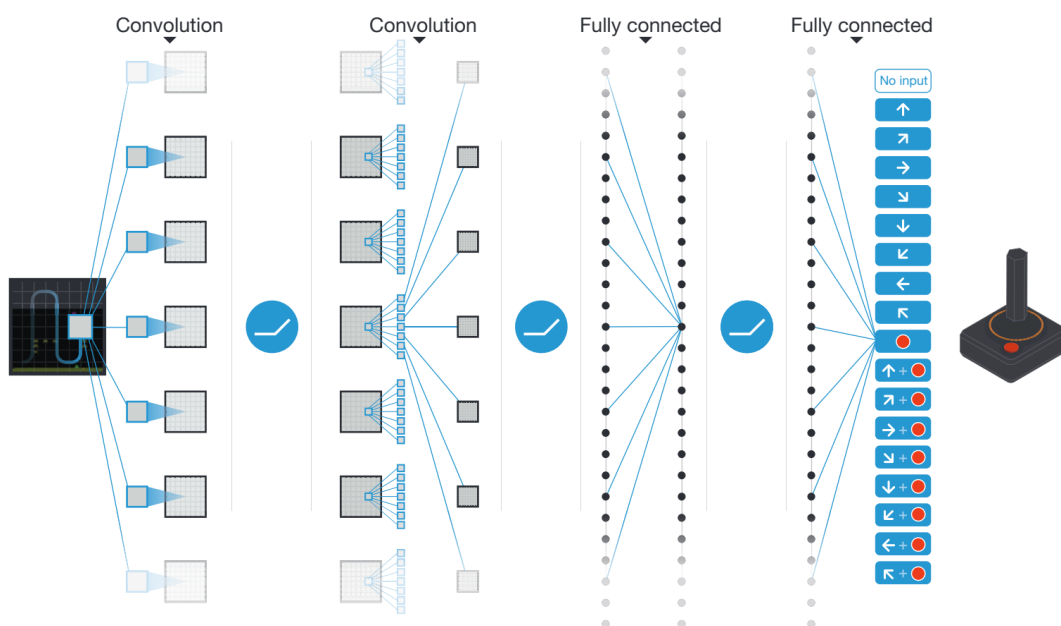 Convolution
Convolution
Fully connected
Fully connected
No input
+
+
+
+
+
+
+
+